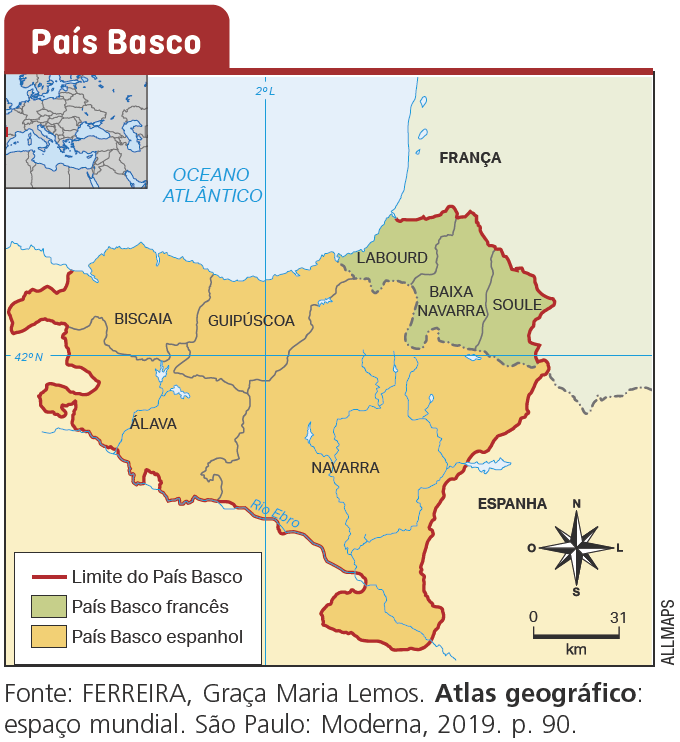 País Basco
2º L
OCEANO
ATLÂNTICO
FRANÇA
LABOURD
BAIXA
NAVARRA
SOULE
BISCAIA
GUIPÚSCOA
42º N
ÁLAVA
NAVARRA
Rio Ebro
ESPANHA
N
O
L
S
0 31
km
Limite do País Basco
País Basco francês
País Basco espanhol
ALLMAPS
Fonte: FERREIRA, Graça Maria Lemos. Atlas geográfico:
espaço mundial. São Paulo: Moderna, 2019. p. 90.